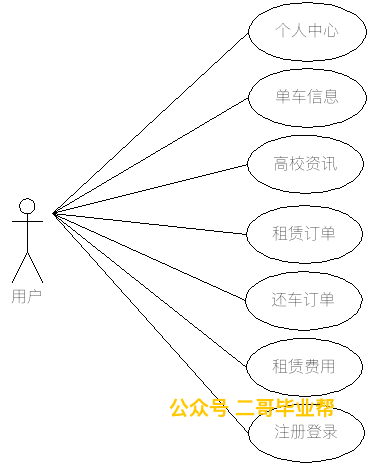 个人中心
单车信息
高校资讯
租赁订单
用户
还车订单
租赁费用
公众号 二哥毕业帮
注册登录